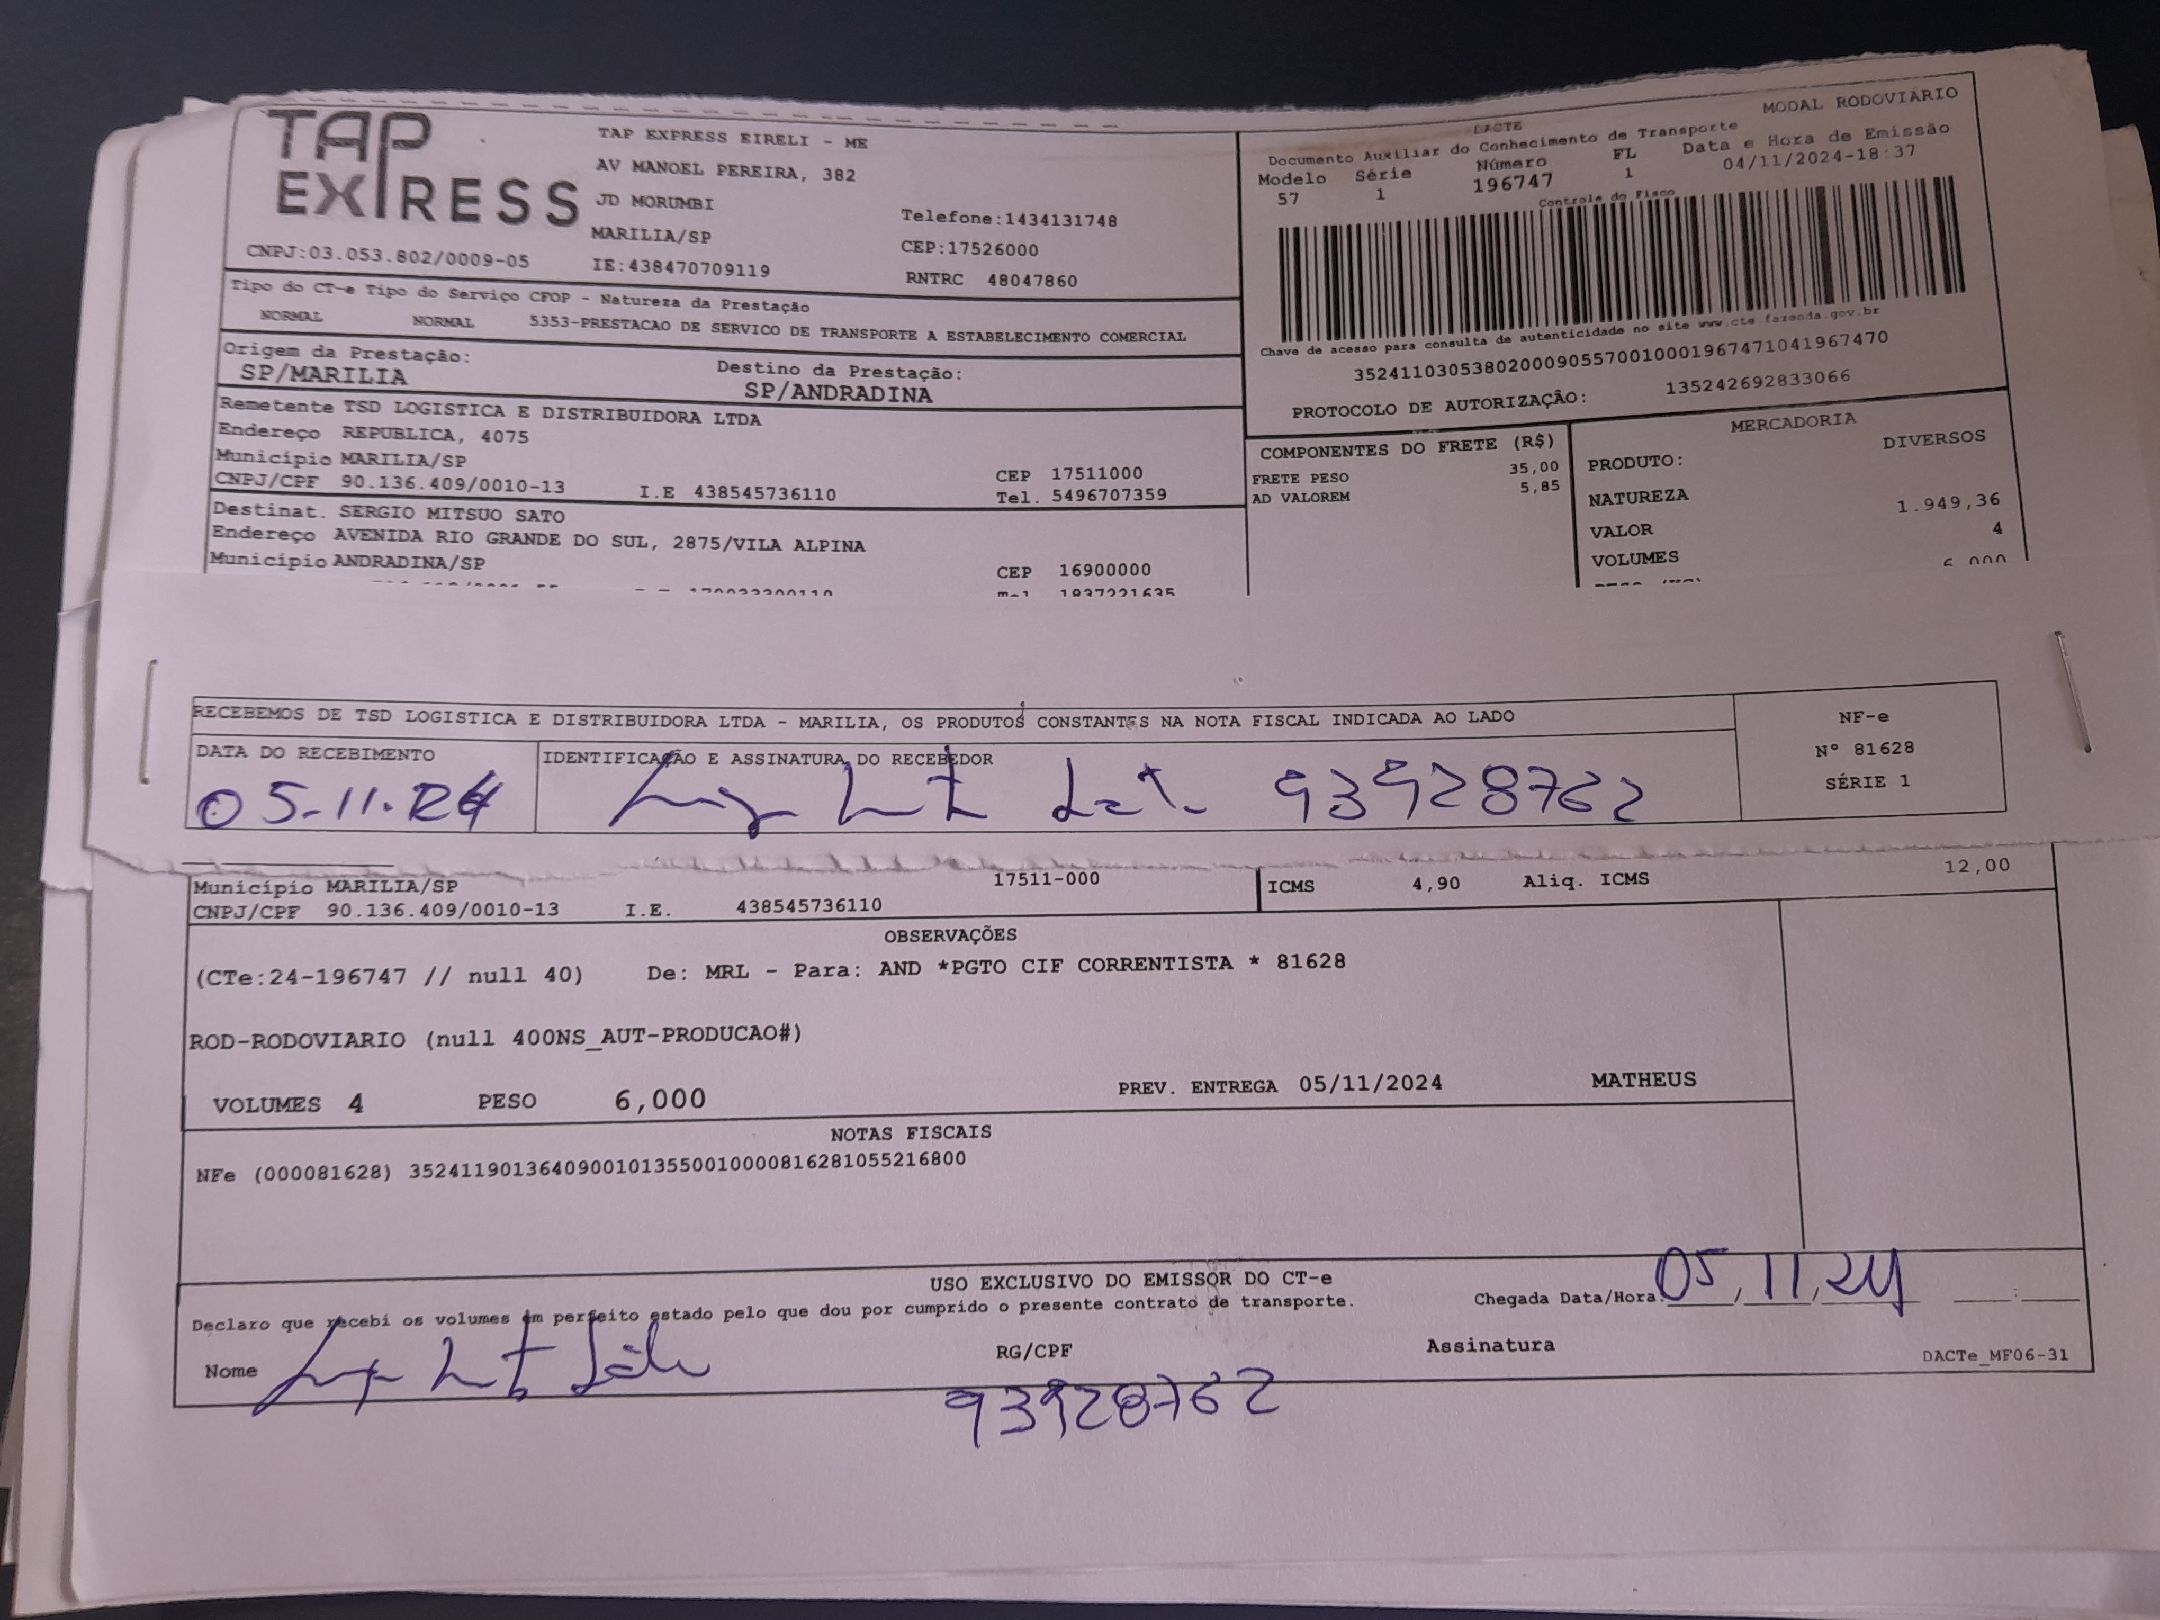 TAP EXPRESS
TAP EXPRESS EIRELI - ME
AV MANOEL PEREIRA, 382
JD MORUMBI
MARILIA/SP
Telefone:1434131748
CEP:17526000
CNPJ:03.053.802/0009-05 IE:438470709119 RNTRC 48047860
MODAL RODOVIARIO
DACTE
Documento Auxiliar do Conhecimento de Transporte
Modelo Série Número FL Data e Hora de Emissão
57 1 196747 1 04/11/2024-18:37
Controle do Fisco
Chave de acesso para consulta de autenticidade no site www.cte.fazenda.gov.br
35241103053802000905570010001967471041967470
PROTOCOLO DE AUTORIZAÇÃO: 135242692833066
Tipo do CT-e Tipo do Serviço CFOP - Natureza da Prestação
NORMAL NORMAL 5353-PRESTACAO DE SERVICO DE TRANSPORTE A ESTABELECIMENTO COMERCIAL
Origem da Prestação: Destino da Prestação:
SP/MARILIA SP/ANDRADINA
Remetente TSD LOGISTICA E DISTRIBUIDORA LTDA
Endereço REPUBLICA, 4075
Município MARILIA/SP CEP 17511000
CNPJ/CPF 90.136.409/0010-13 I.E 438545736110 Tel. 5496707359
Destinat. SERGIO MITSUO SATO
Endereço AVENIDA RIO GRANDE DO SUL, 2875/VILA ALPINA
Município ANDRADINA/SP CEP 16900000
1837221635
COMPONENTES DO FRETE (R$)
FRETE PESO 35,00
AD VALOREM 5,85
MERCADORIA
PRODUTO: DIVERSOS
NATUREZA
VALOR 1.949,36
VOLUMES 4
6,000
RECEBEMOS DE TSD LOGISTICA E DISTRIBUIDORA LTDA - MARILIA, OS PRODUTOS CONSTANTES NA NOTA FISCAL INDICADA AO LADO
DATA DO RECEBIMENTO IDENTIFICAÇÃO E ASSINATURA DO RECEBEDOR
05-11.24 93928762
NF-e
Nº 81628
SÉRIE 1
Município MARILIA/SP 17511-000
CNPJ/CPF 90.136.409/0010-13 I.E. 438545736110
ICMS 4,90 Aliq. ICMS 12,00
OBSERVAÇÕES
(CTe:24-196747 // null 40) De: MRL - Para: AND *PGTO CIF CORRENTISTA * 81628
ROD-RODOVIARIO (null 400NS_AUT-PRODUCAO#)
VOLUMES 4 PESO 6,000 PREV. ENTREGA 05/11/2024 MATHEUS
NOTAS FISCAIS
NFe (000081628) 35241190136409001013550010000816281055216800
USO EXCLUSIVO DO EMISSOR DO CT-e
Declaro que recebi os volumes em perfeito estado pelo que dou por cumprido o presente contrato de transporte.
Chegada Data/Hora: 05,11,24 :
Nome RG/CPF Assinatura
93928762
DACTe_MF06-31